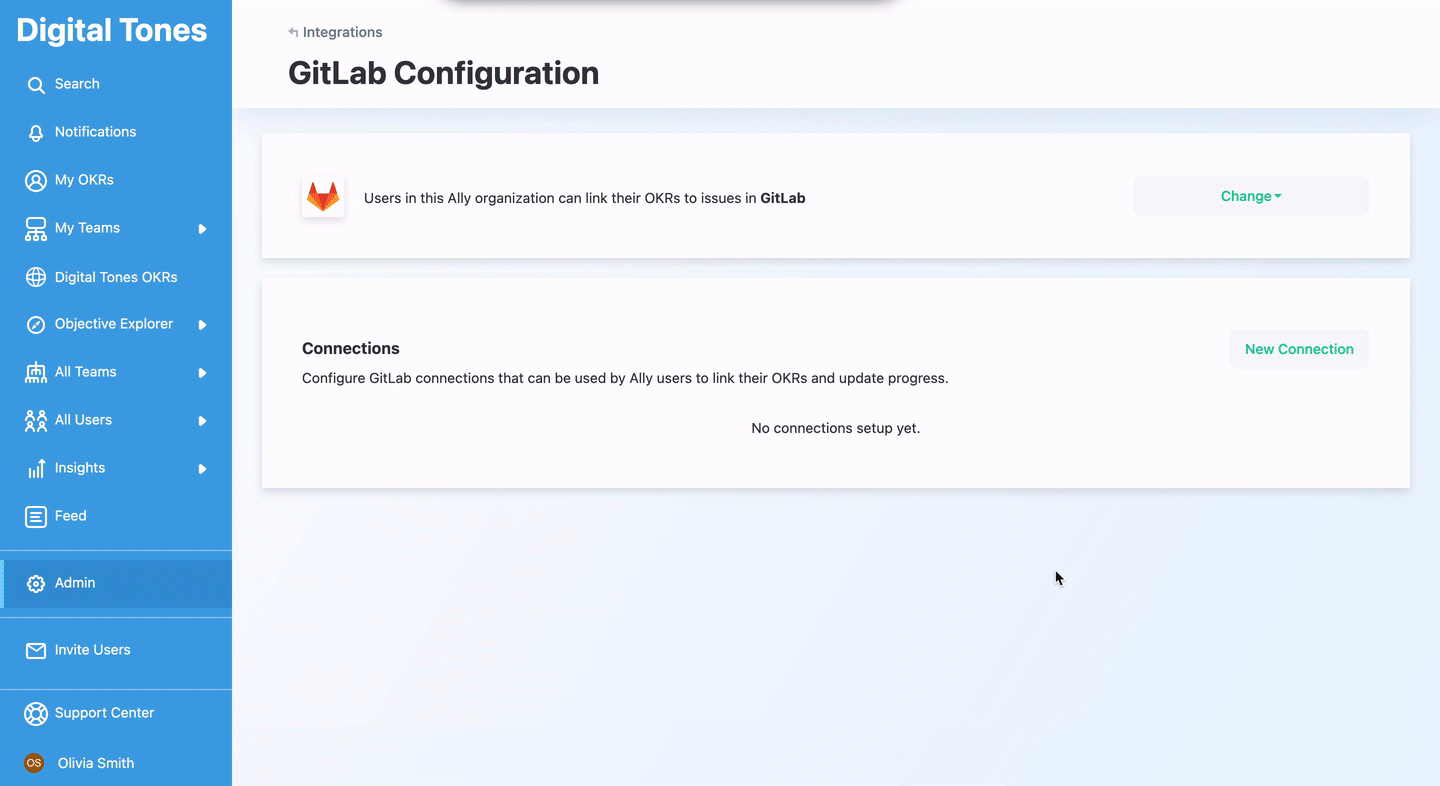 Digital Tones
Search
Notifications
My OKRs
My Teams
Digital Tones OKRs
Objective Explorer
All Teams
All Users
Insights
Feed
Admin
Invite Users
Support Center
OS Olivia Smith
Integrations
GitLab Configuration
Users in this Ally organization can link their OKRs to issues in GitLab
Change
Connections
New Connection
Configure GitLab connections that can be used by Ally users to link their OKRs and update progress.
No connections setup yet.